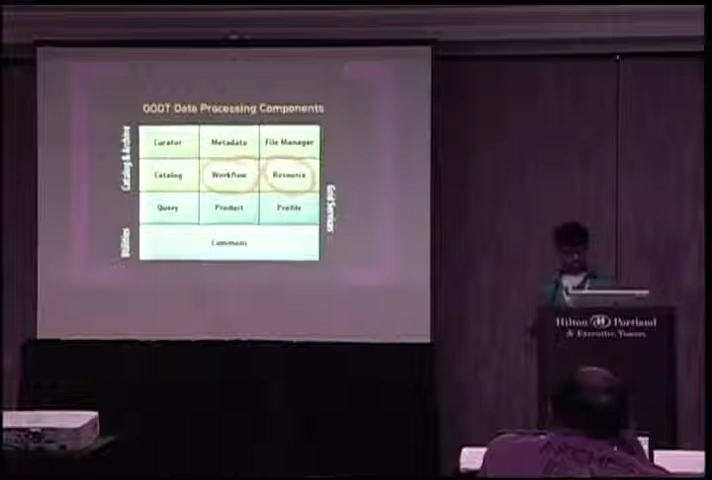 OODT Data Processing Components
Catalog & Archive
Curator Metadata File Manager
Catalog Workflow Resource
Query Product Profile
Grid Services
Utilities
Commons
Hilton Portland
& Executive Towers